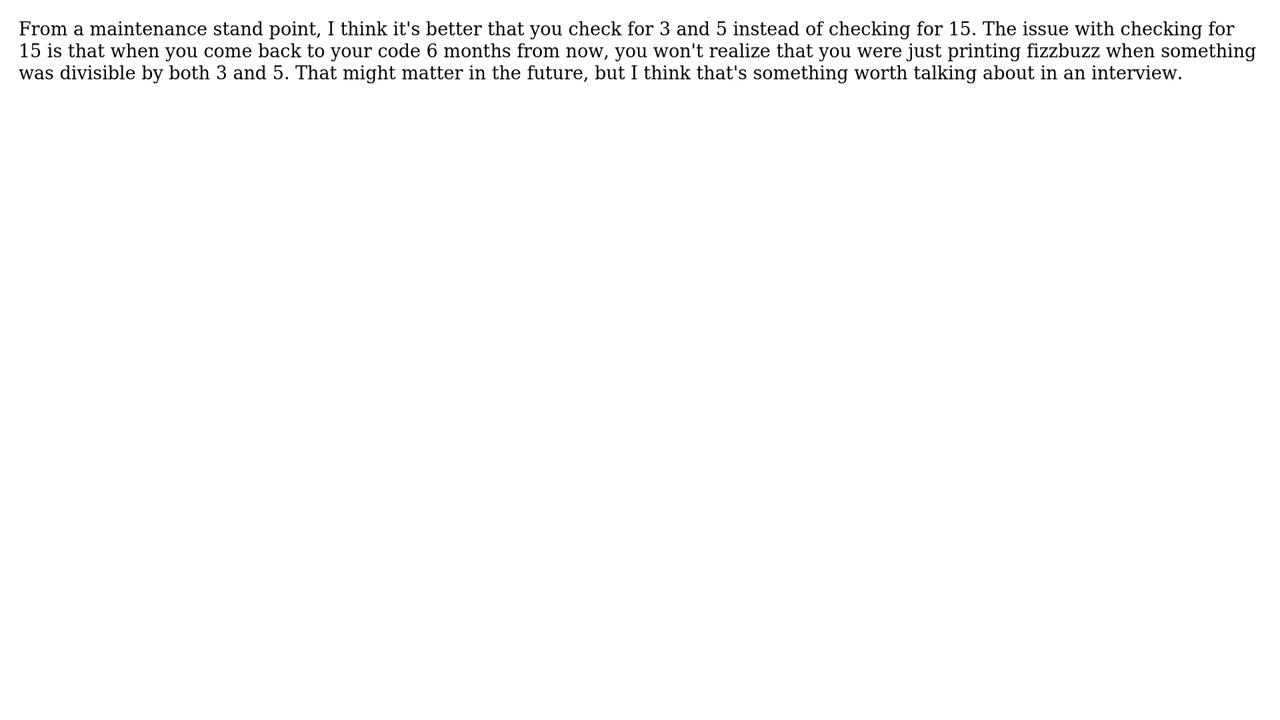 From a maintenance stand point, I think it's better that you check for 3 and 5 instead of checking for 15. The issue with checking for
15 is that when you come back to your code 6 months from now, you won't realize that you were just printing fizzbuzz when something
was divisible by both 3 and 5. That might matter in the future, but I think that's something worth talking about in an interview.